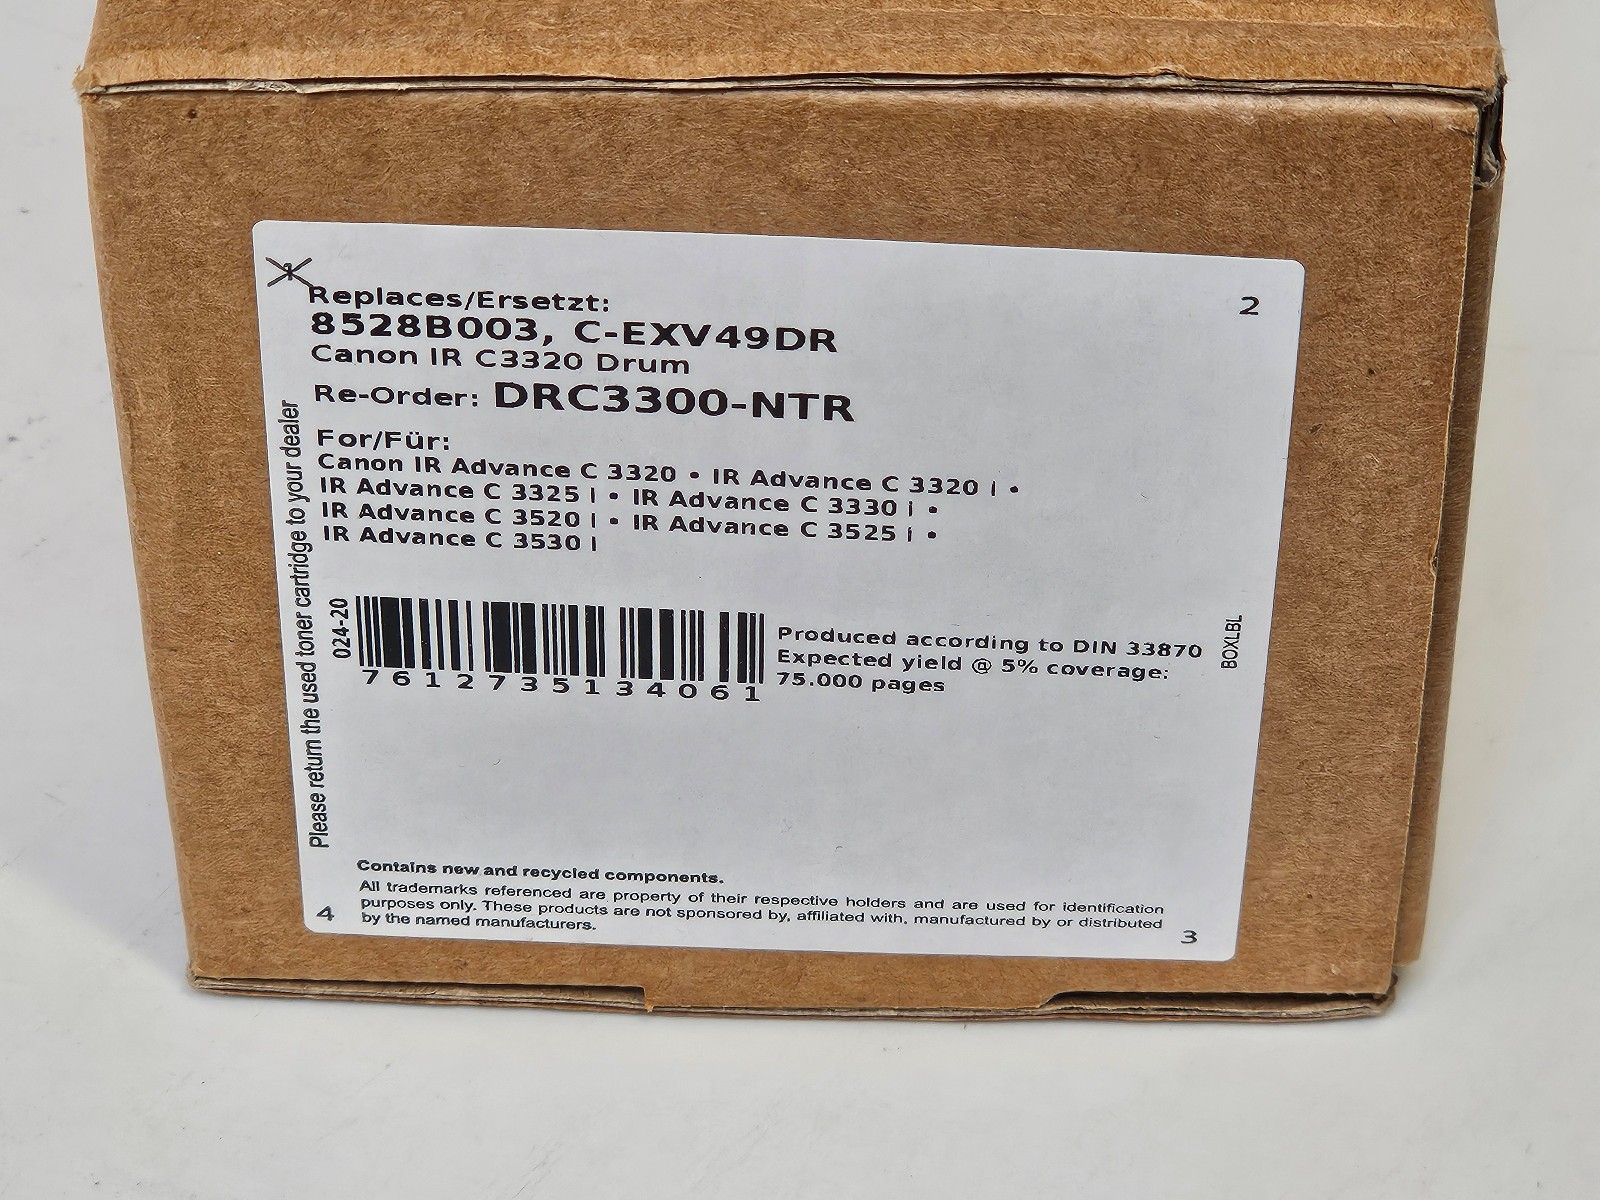 1
2
Replaces/Ersetzt:
8528B003, C-EXV49DR
Canon IR C3320 Drum
Re-Order: DRC3300-NTR
For/Für:
Canon IR Advance C 3320 • IR Advance C 3320 i •
IR Advance C 3325 I • IR Advance C 3330 i •
IR Advance C 3520 I • IR Advance C 3525 i •
IR Advance C 3530 I
Please return the used toner cartridge to your dealer
024-20
7612735134061
Produced according to DIN 33870
Expected yield @ 5% coverage:
75.000 pages
BOXLBL
Contains new and recycled components.
All trademarks referenced are property of their respective holders and are used for identification
purposes only. These products are not sponsored by, affiliated with, manufactured by or distributed
by the named manufacturers.
4
3